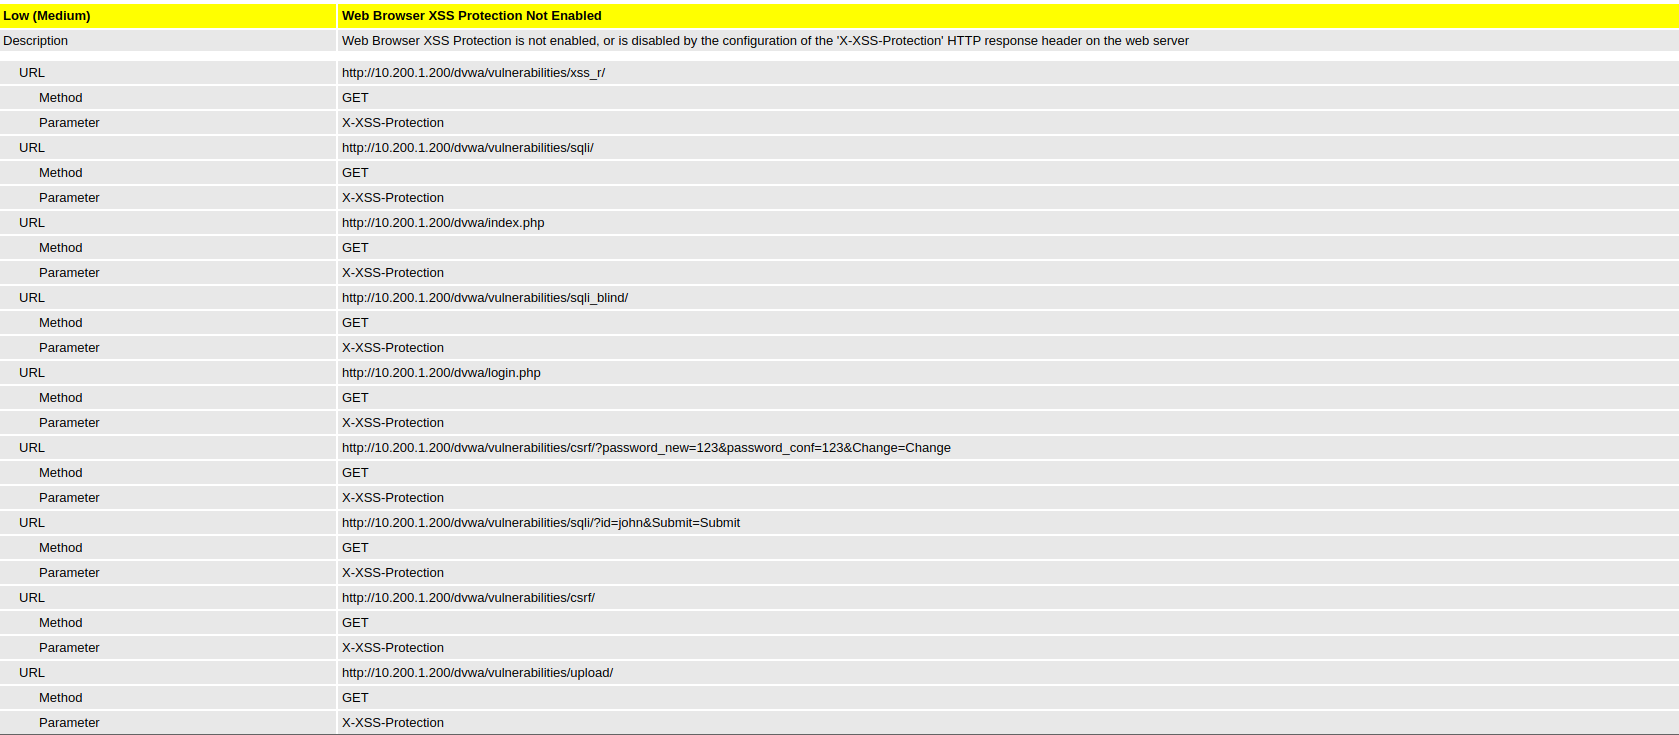 Low (Medium) Web Browser XSS Protection Not Enabled
Description Web Browser XSS Protection is not enabled, or is disabled by the configuration of the 'X-XSS-Protection' HTTP response header on the web server
URL http://10.200.1.200/dvwa/vulnerabilities/xss_r/
Method GET
Parameter X-XSS-Protection
URL http://10.200.1.200/dvwa/vulnerabilities/sqli/
Method GET
Parameter X-XSS-Protection
URL http://10.200.1.200/dvwa/index.php
Method GET
Parameter X-XSS-Protection
URL http://10.200.1.200/dvwa/vulnerabilities/sqli_blind/
Method GET
Parameter X-XSS-Protection
URL http://10.200.1.200/dvwa/login.php
Method GET
Parameter X-XSS-Protection
URL http://10.200.1.200/dvwa/vulnerabilities/csrf/?password_new=123&password_conf=123&Change=Change
Method GET
Parameter X-XSS-Protection
URL http://10.200.1.200/dvwa/vulnerabilities/sqli/?id=john&Submit=Submit
Method GET
Parameter X-XSS-Protection
URL http://10.200.1.200/dvwa/vulnerabilities/csrf/
Method GET
Parameter X-XSS-Protection
URL http://10.200.1.200/dvwa/vulnerabilities/upload/
Method GET
Parameter X-XSS-Protection